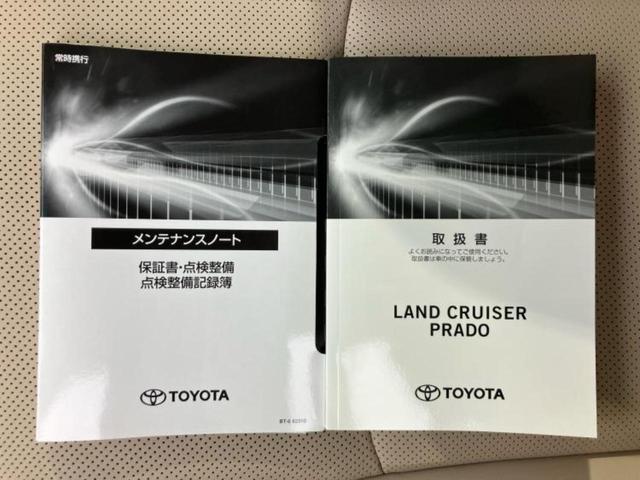 常時携行
メンテナンスノート
保証書・点検整備
点検整備記録簿
TOYOTA
取扱書
よくお読みになってご使用ください。
取扱書は車の中に保管しましょう。
LAND CRUISER
PRADO
TOYOTA